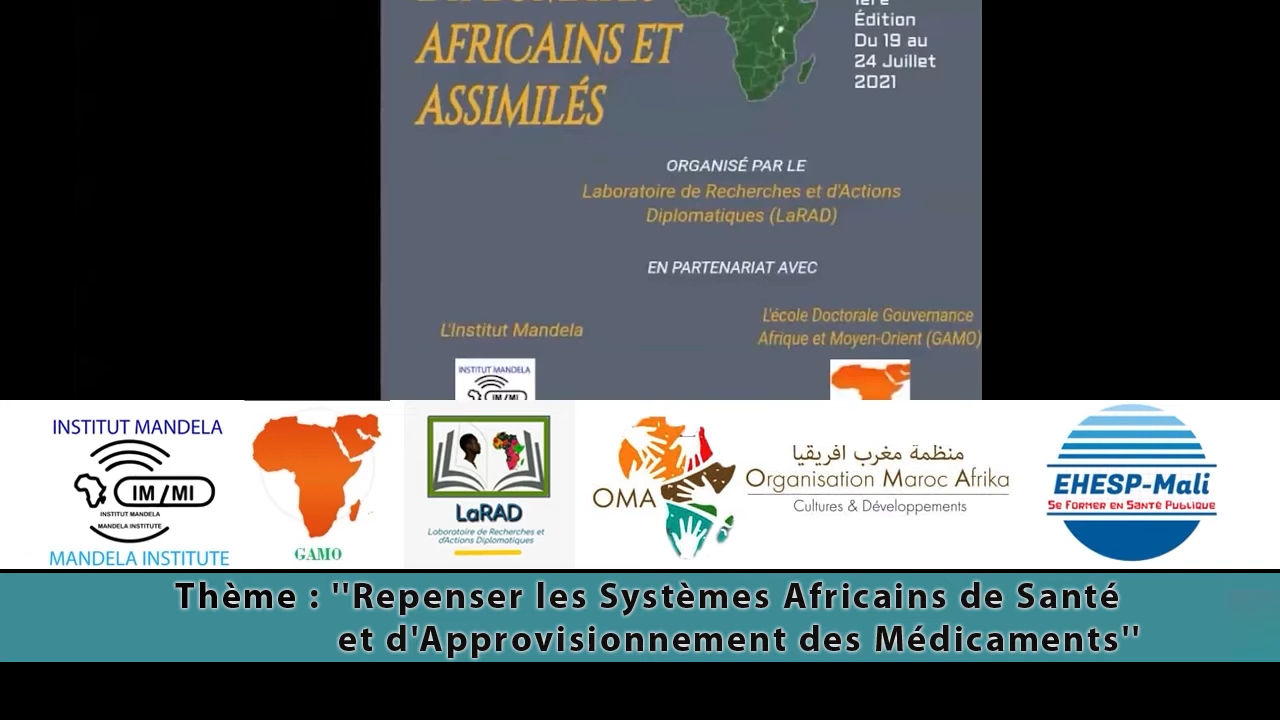 AFRICAINS ET
ASSIMILÉS
Édition
Du 19 au
24 Juillet
2021
ORGANISÉ PAR LE
Laboratoire de Recherches et d'Actions
Diplomatiques (LaRAD)
EN PARTENARIAT AVEC
L'Institut Mandela
L'école Doctorale Gouvernance
Afrique et Moyen-Orient (GAMO)
INSTITUT MANDELA
IM / MI
INSTITUT MANDELA
IM / MI
INSTITUT MANDELA
MANDELA INSTITUTE
MANDELA INSTITUTE
GAMO
LaRAD
Laboratoire de Recherches et
d'Actions Diplomatiques
OMA
منظمة مغرب افريقيا
Organisation Maroc Afrika
Cultures & Développements
EHESP-Mali
Se Former en Santé Publique
Thème : ''Repenser les Systèmes Africains de Santé
et d'Approvisionnement des Médicaments''